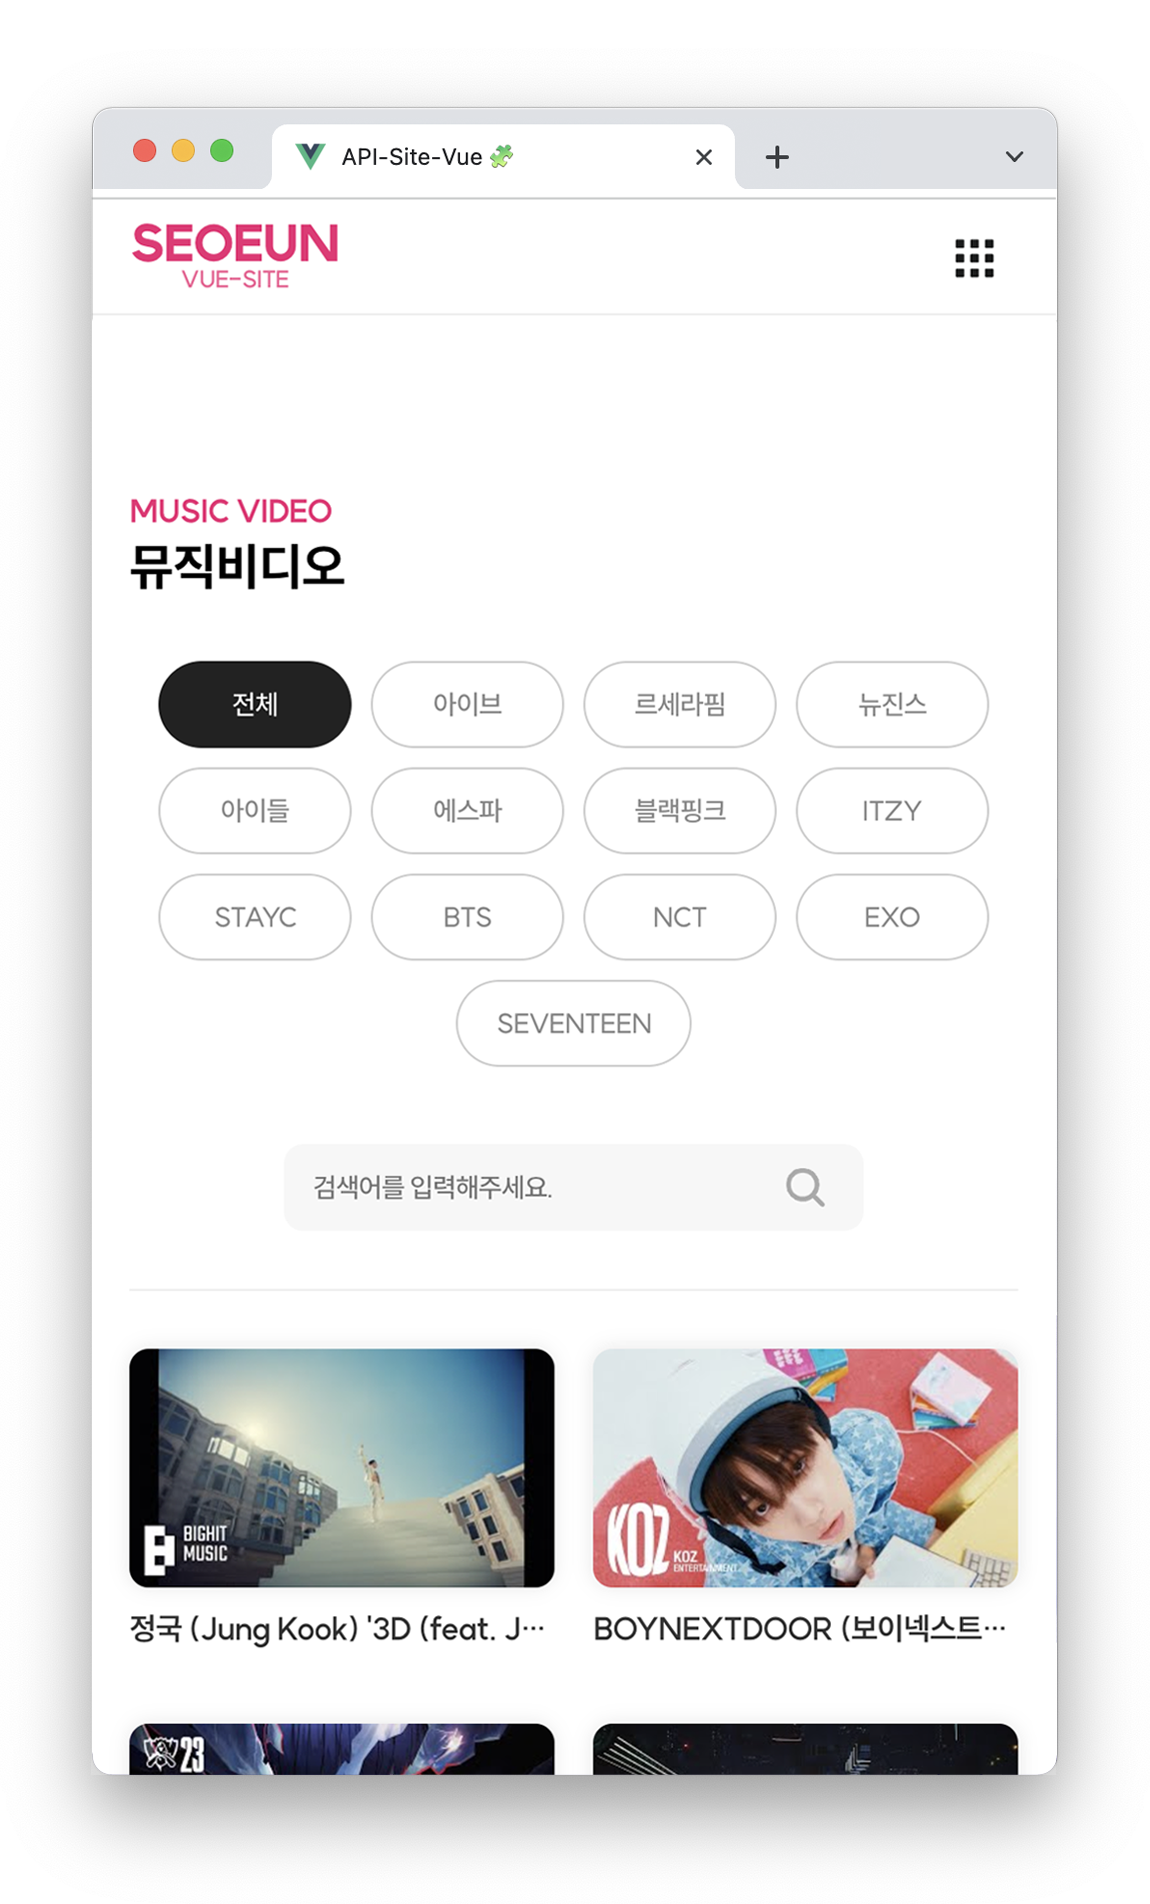 API-Site-Vue
SEOEUN
VUE-SITE
MUSIC VIDEO
뮤직비디오
전체 아이브 르세라핌 뉴진스
아이들 에스파 블랙핑크 ITZY
STAYC BTS NCT EXO
SEVENTEEN
검색어를 입력해주세요.
BIGHIT
MUSIC
KOZ
KOZ
ENTERTAINMENT.
정국 (Jung Kook) '3D (feat. J…
BOYNEXTDOOR (보이넥스트…
23